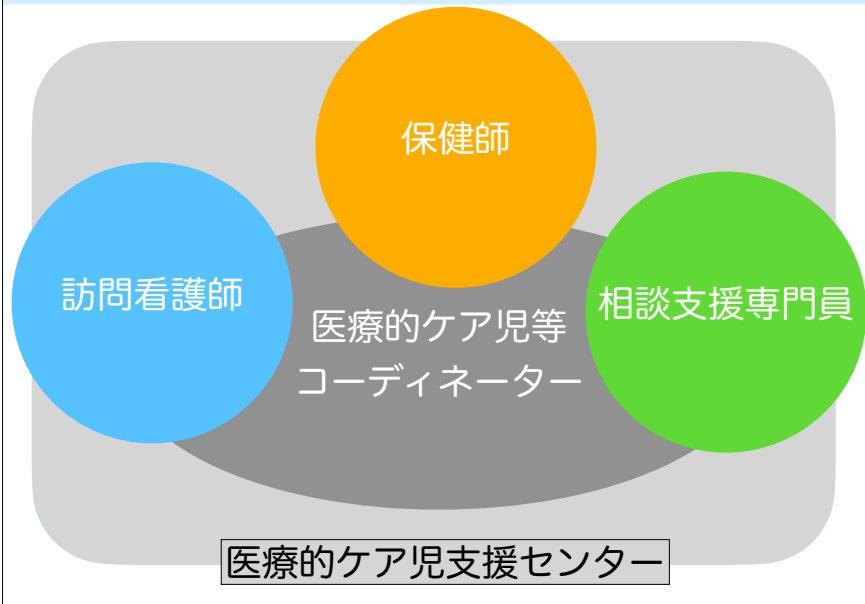 保健師
訪問看護師
相談支援専門員
医療的ケア児等
コーディネーター
医療的ケア児支援センター